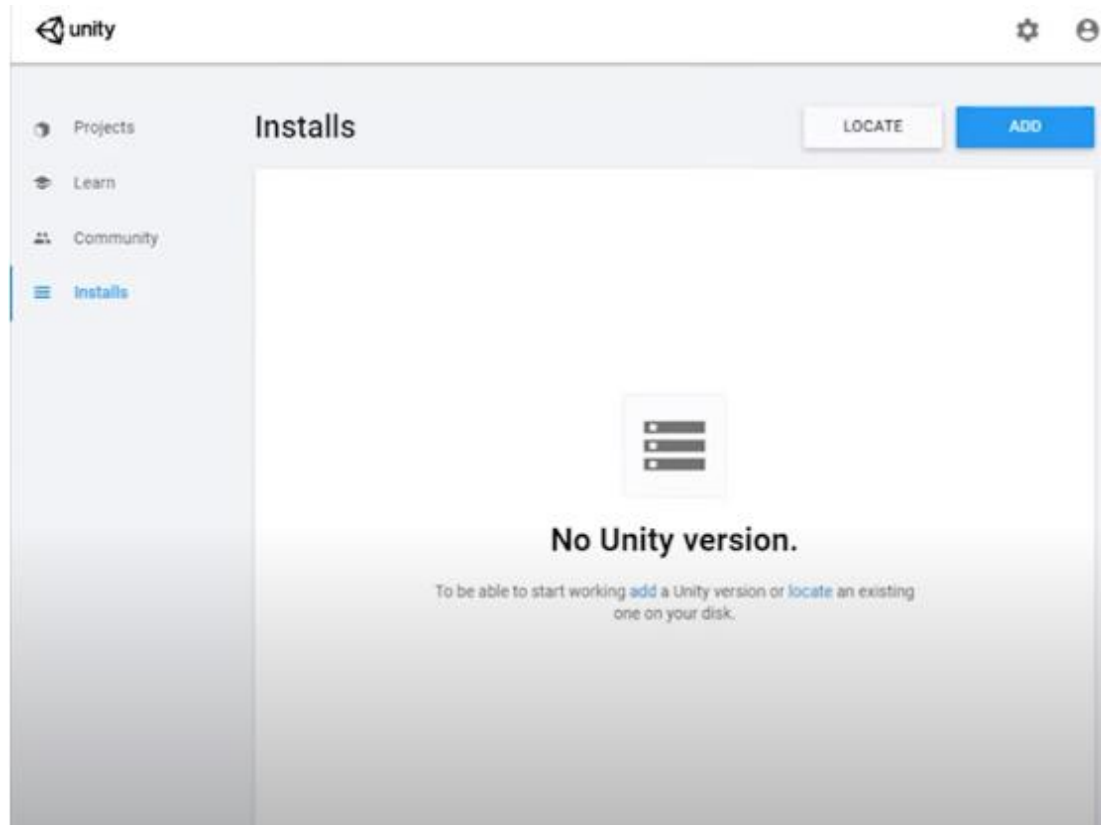 unity
Projects
Learn
Community
Installs
Installs
LOCATE
ADD
No Unity version.
To be able to start working add a Unity version or locate an existing
one on your disk.